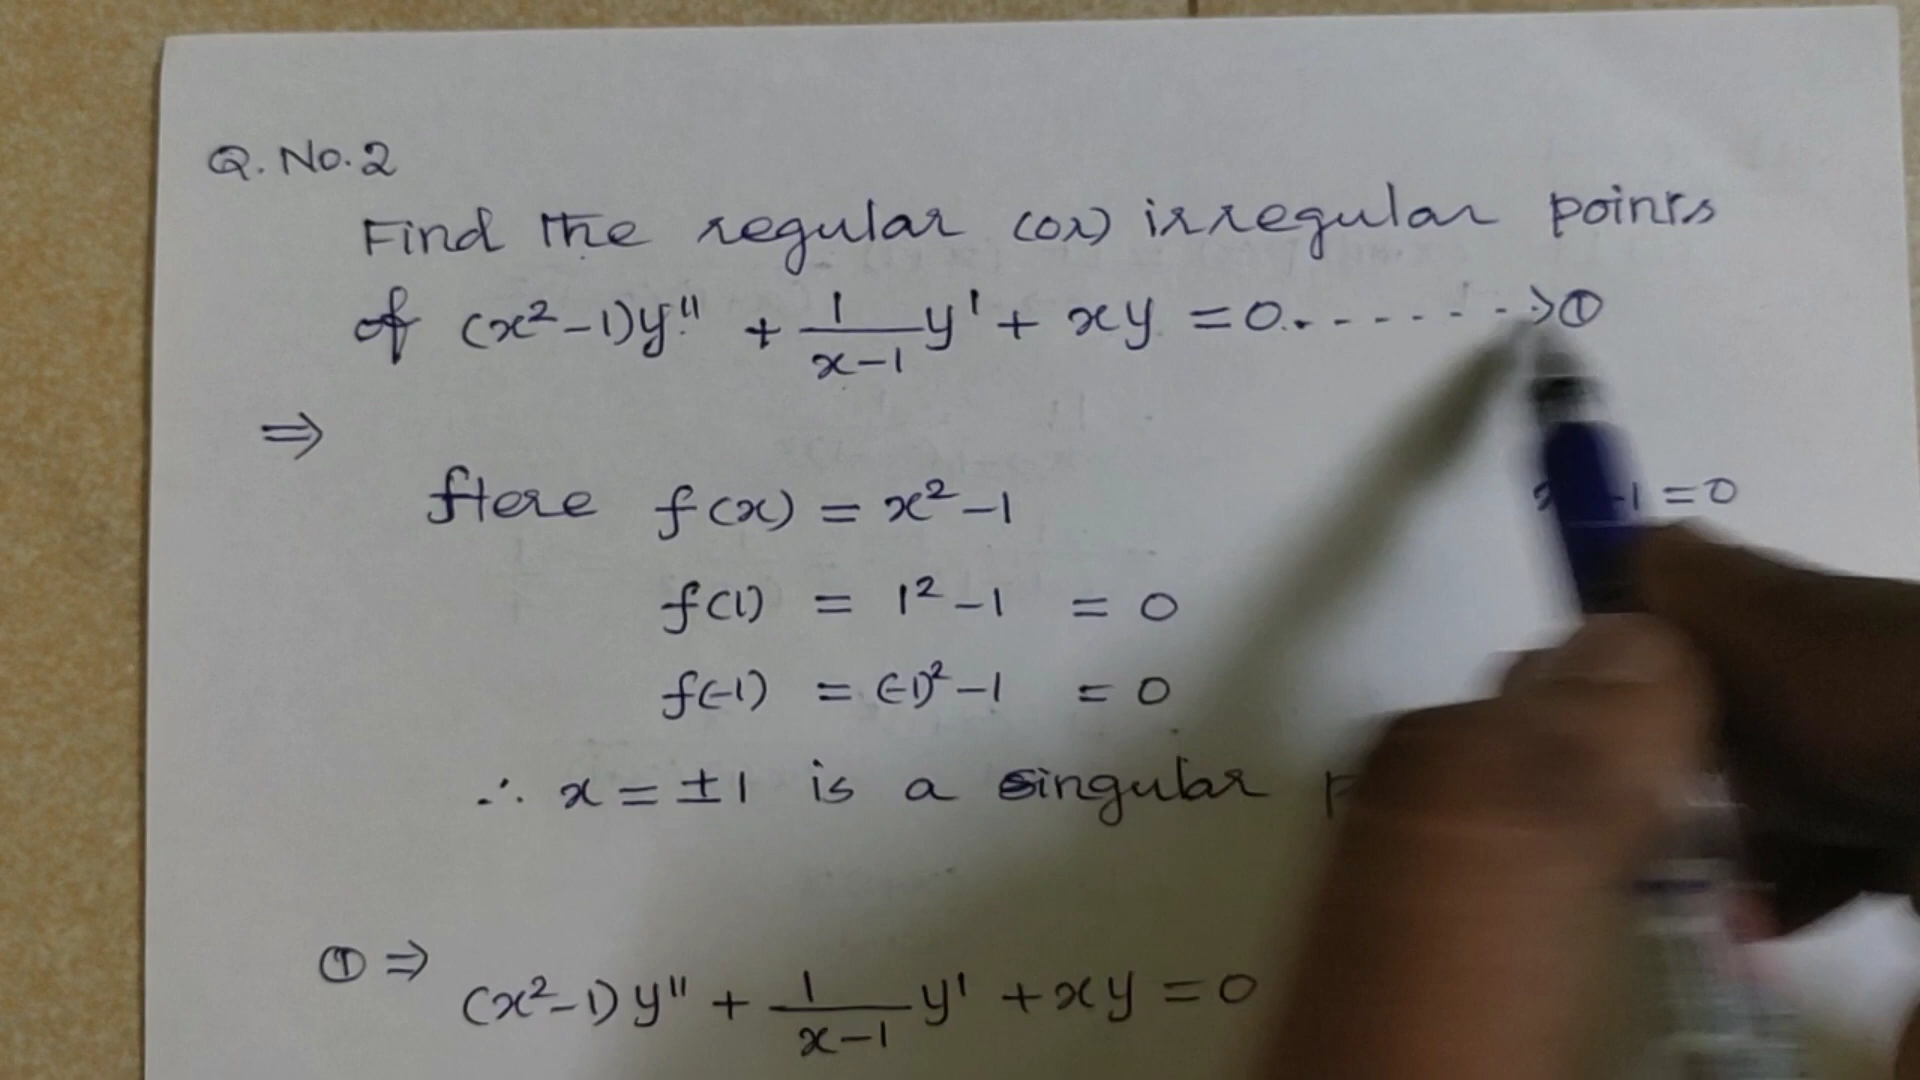 Q. No. 2
Find the regular (or) irregular points
of (x²-1)y'' + 1/(x-1) y' + xy = 0. - - - - - -> ①
⇒
Here f(x) = x²-1
-1 = 0
f(1) = 1²-1 = 0
f(-1) = (-1)²-1 = 0
∴ x = ±1 is a singular
① ⇒
(x²-1)y'' + 1/(x-1) y' + xy = 0